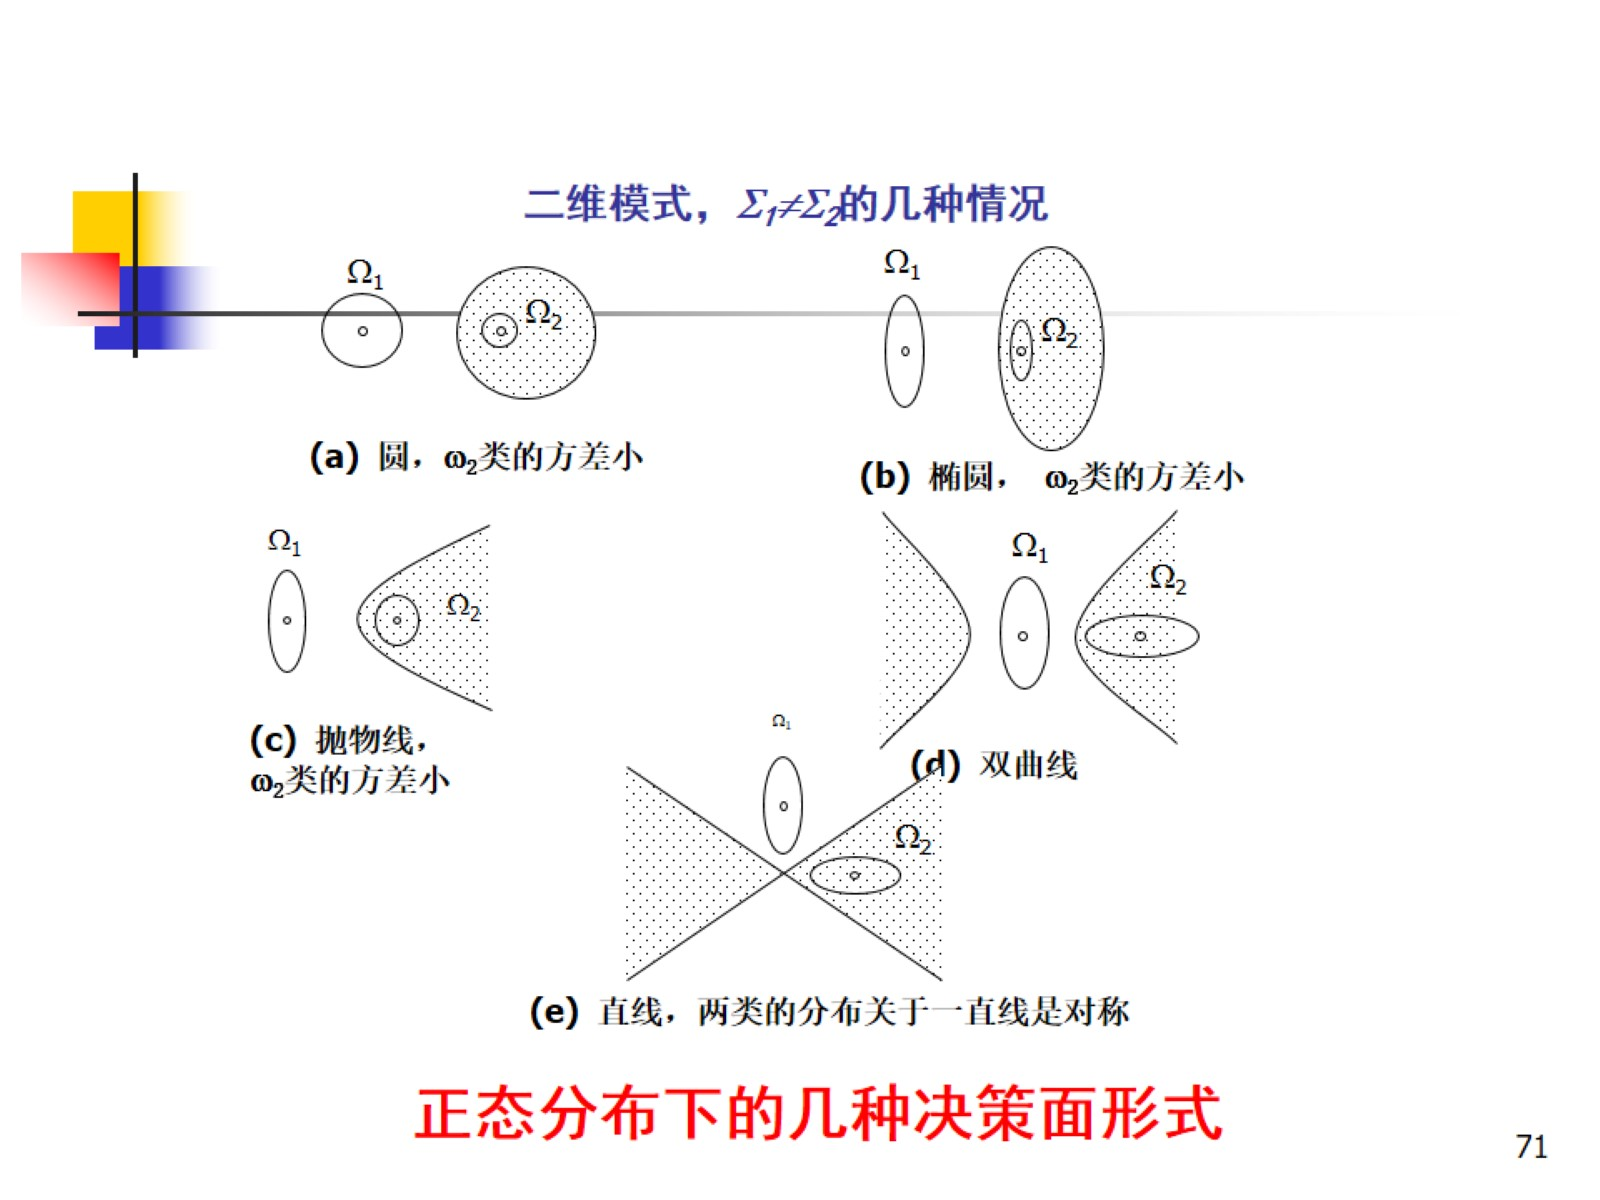 二维模式，Σ1≠Σ2的几种情况
Ω1
Ω2
(a) 圆，ω2类的方差小
Ω1
Ω2
(b) 椭圆， ω2类的方差小
Ω1
Ω2
(c) 抛物线，
ω2类的方差小
Ω1
Ω2
(d) 双曲线
Ω1
Ω2
(e) 直线，两类的分布关于一直线是对称
正态分布下的几种决策面形式
71